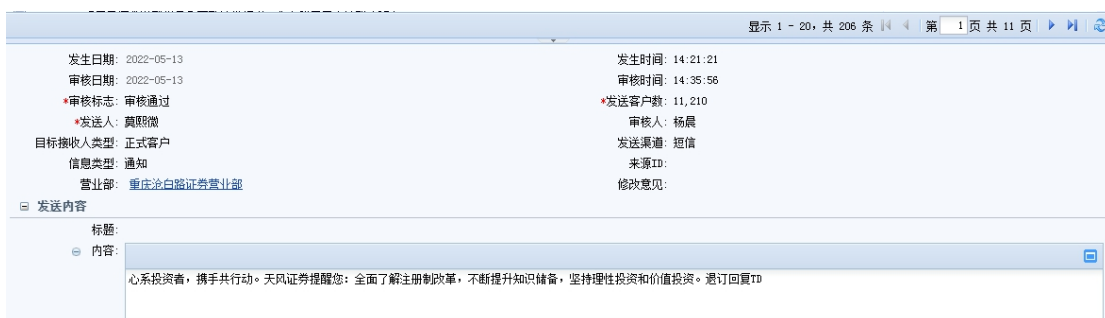 显示 1 - 20，共 206 条 第 1 页 共 11 页
发生日期: 2022-05-13 发生时间: 14:21:21
审核日期: 2022-05-13 审核时间: 14:35:56
*审核标志: 审核通过 *发送客户数: 11,210
*发送人: 莫熙微 审核人: 杨晨
目标接收人类型: 正式客户 发送渠道: 短信
信息类型: 通知 来源ID:
营业部: 重庆沧白路证券营业部 修改意见:
发送内容
标题:
内容:
心系投资者，携手共行动。天风证券提醒您：全面了解注册制改革，不断提升知识储备，坚持理性投资和价值投资。退订回复TD